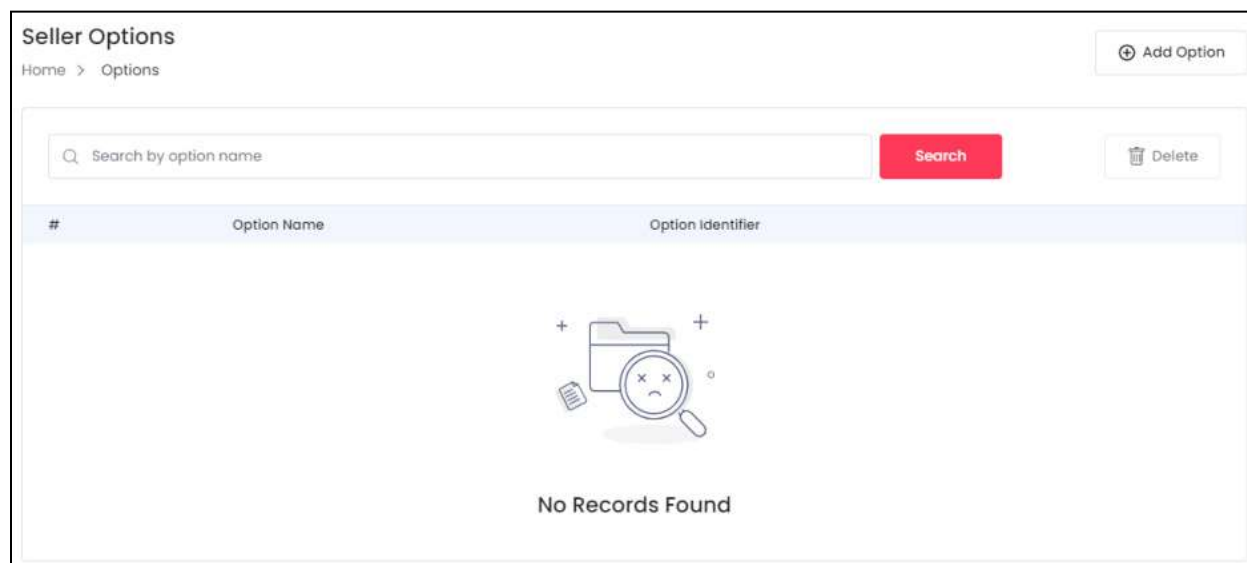 Seller Options
Add Option
Home > Options
Search by option name
Search
Delete
# Option Name Option Identifier
No Records Found